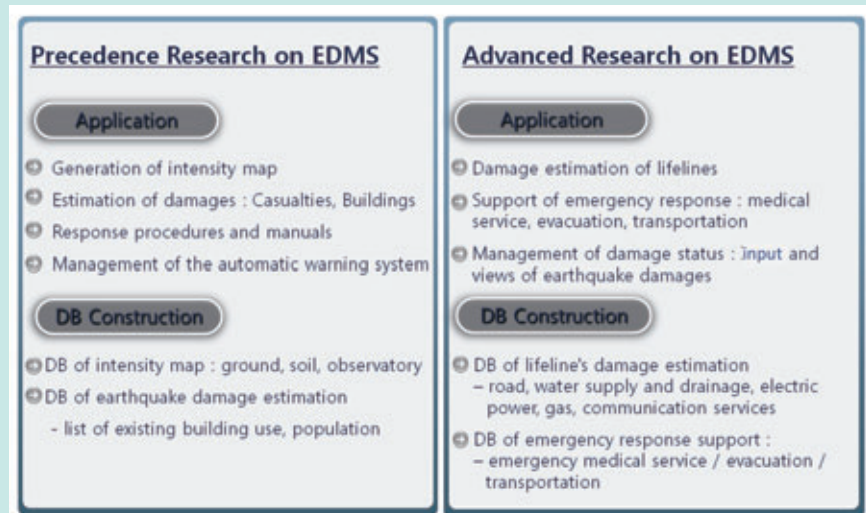 Precedence Research on EDMS
Application
Generation of intensity map
Estimation of damages : Casualties, Buildings
Response procedures and manuals
Management of the automatic warning system
DB Construction
DB of intensity map : ground, soil, observatory
DB of earthquake damage estimation
- list of existing building use, population
Advanced Research on EDMS
Application
Damage estimation of lifelines
Support of emergency response : medical
service, evacuation, transportation
Management of damage status : Input and
views of earthquake damages
DB Construction
DB of lifeline's damage estimation
– road, water supply and drainage, electric
power, gas, communication services
DB of emergency response support :
– emergency medical service / evacuation /
transportation